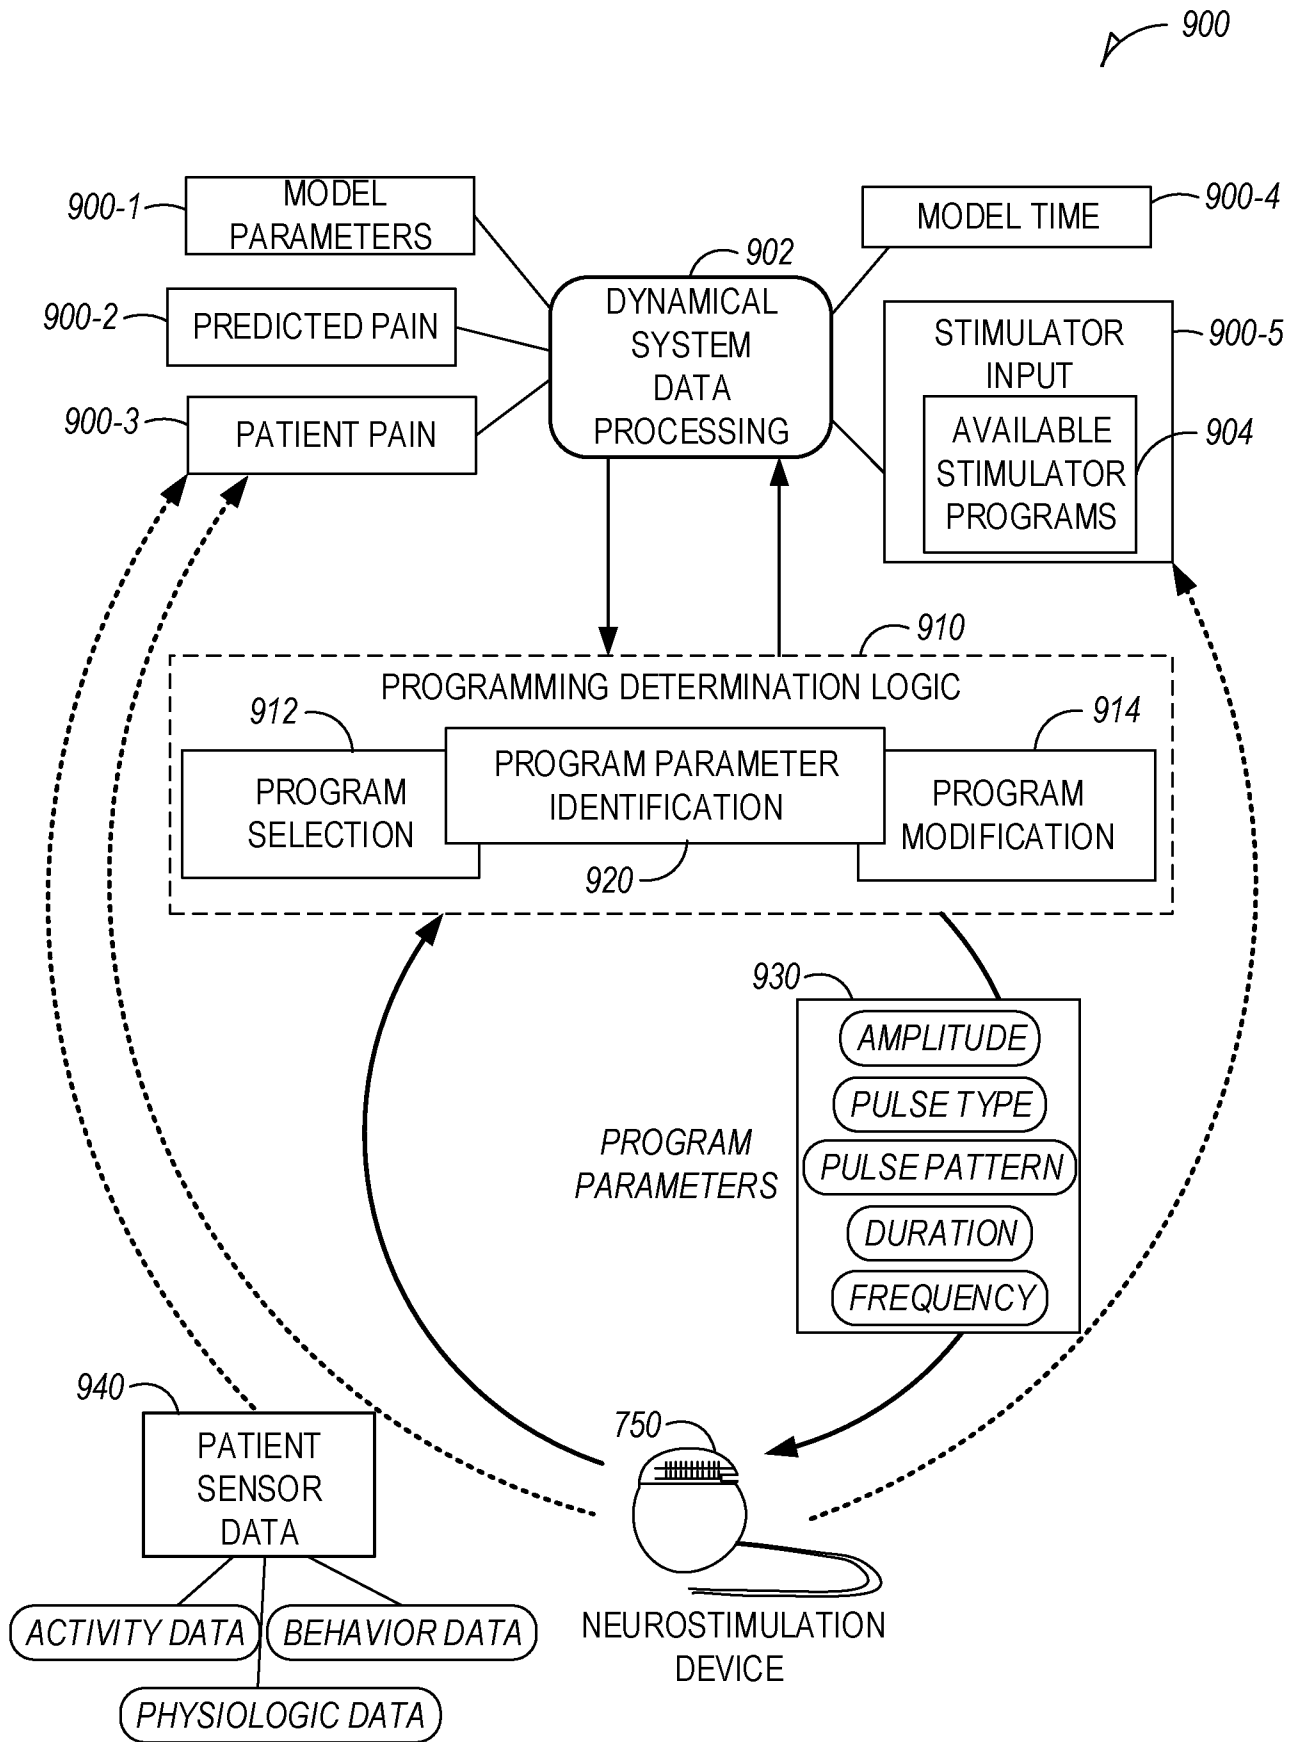 900
900-1
MODEL
PARAMETERS
900-2
PREDICTED PAIN
900-3
PATIENT PAIN
902
DYNAMICAL
SYSTEM
DATA
PROCESSING
MODEL TIME
900-4
STIMULATOR
INPUT
900-5
AVAILABLE
STIMULATOR
PROGRAMS
904
910
PROGRAMMING DETERMINATION LOGIC
912
PROGRAM
SELECTION
PROGRAM PARAMETER
IDENTIFICATION
920
914
PROGRAM
MODIFICATION
930
PROGRAM
PARAMETERS
AMPLITUDE
PULSE TYPE
PULSE PATTERN
DURATION
FREQUENCY
940
PATIENT
SENSOR
DATA
ACTIVITY DATA
BEHAVIOR DATA
PHYSIOLOGIC DATA
750
NEUROSTIMULATION
DEVICE